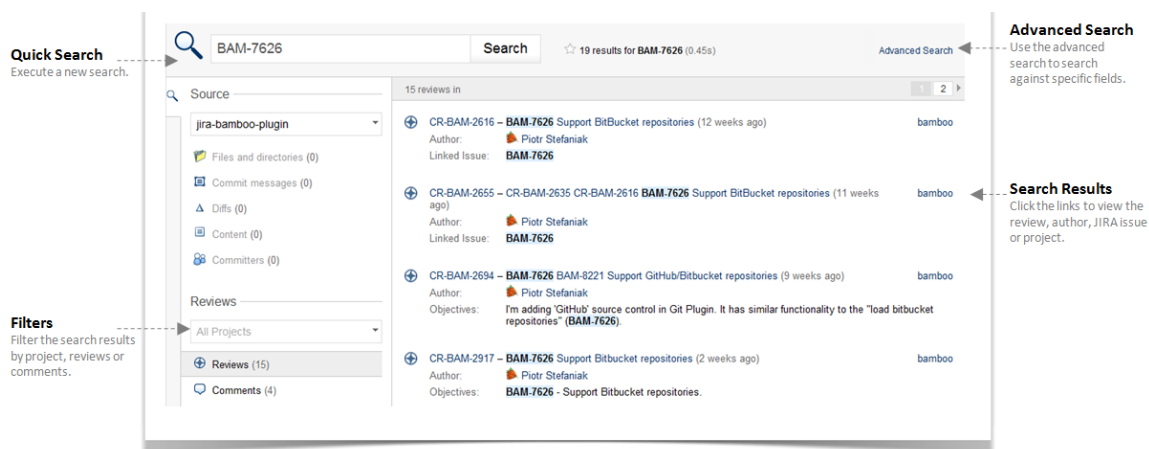 Quick Search
Execute a new search.
Filters
Filter the search results
by project, reviews or
comments.
BAM-7626
Search
19 results for BAM-7626 (0.45s)
Advanced Search
Source
jira-bamboo-plugin
Files and directories (0)
Commit messages (0)
Diffs (0)
Content (0)
Committers (0)
Reviews
All Projects
Reviews (15)
Comments (4)
15 reviews in
1 2
CR-BAM-2616 – BAM-7626 Support BitBucket repositories (12 weeks ago) bamboo
Author: Piotr Stefaniak
Linked Issue: BAM-7626
CR-BAM-2655 – CR-BAM-2635 CR-BAM-2616 BAM-7626 Support BitBucket repositories (11 weeks bamboo
ago)
Author: Piotr Stefaniak
Linked Issue: BAM-7626
CR-BAM-2694 – BAM-7626 BAM-8221 Support GitHub/Bitbucket repositories (9 weeks ago) bamboo
Author: Piotr Stefaniak
Objectives: I'm adding 'GitHub' source control in Git Plugin. It has similar functionality to the "load bitbucket
repositories" (BAM-7626).
CR-BAM-2917 – BAM-7626 Support Bitbucket repositories (2 weeks ago) bamboo
Author: Piotr Stefaniak
Objectives: BAM-7626 - Support Bitbucket repositories.
Advanced Search
Use the advanced
search to search
against specific fields.
Search Results
Click the links to view the
review, author, JIRA issue
or project.